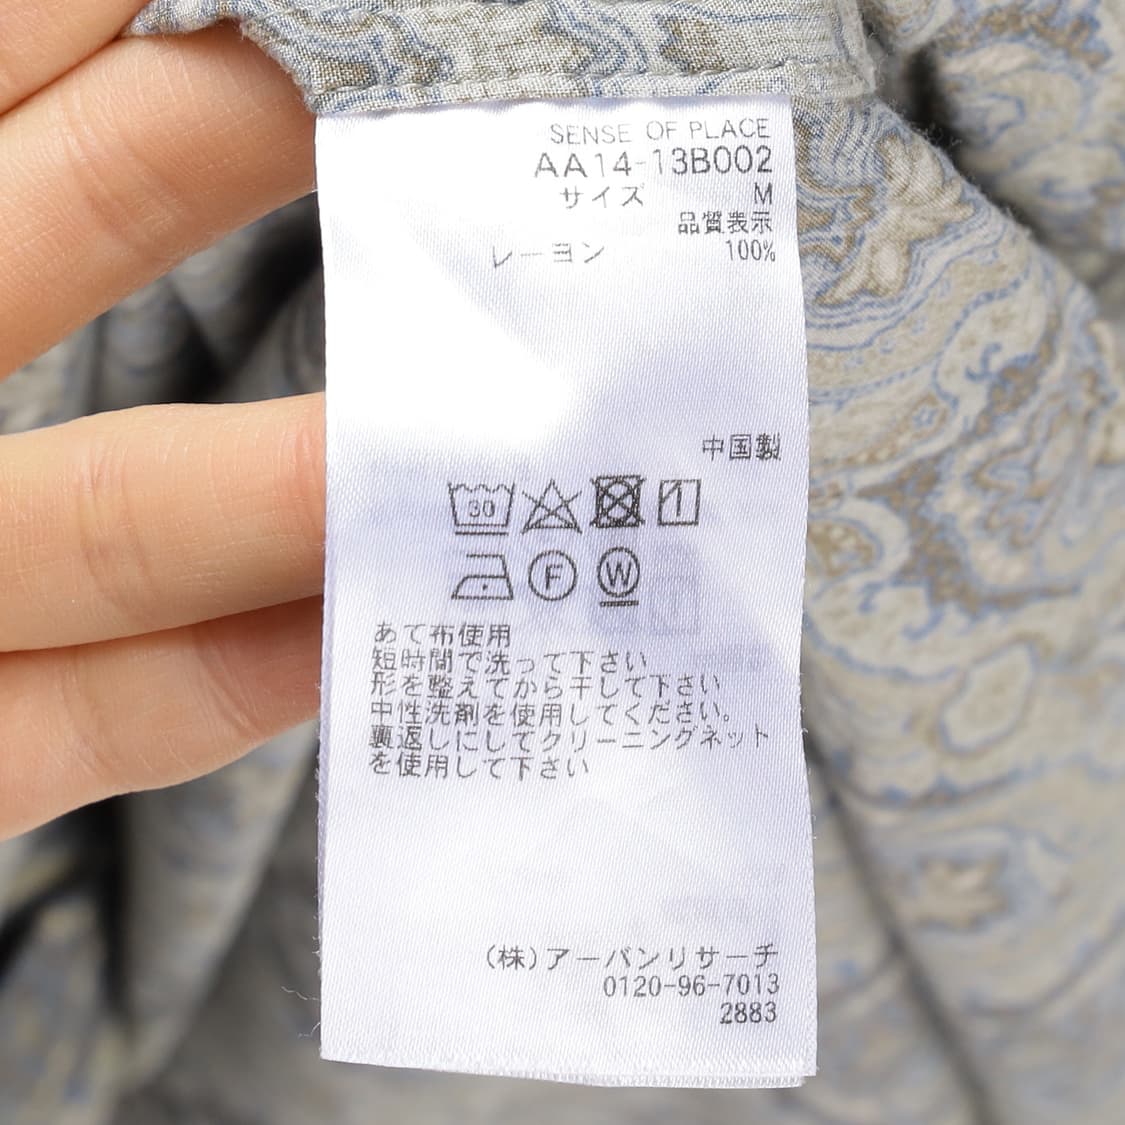 SENSE OF PLACE
AA14-13B002
サイズ M
品質表示
レーヨン 100%
中国製
30
F W
あて布使用
短時間で洗って下さい
形を整えてから干して下さい
中性洗剤を使用してください。
裏返しにしてクリーニングネット
を使用して下さい
(株)アーバンリサーチ
0120-96-7013
2883